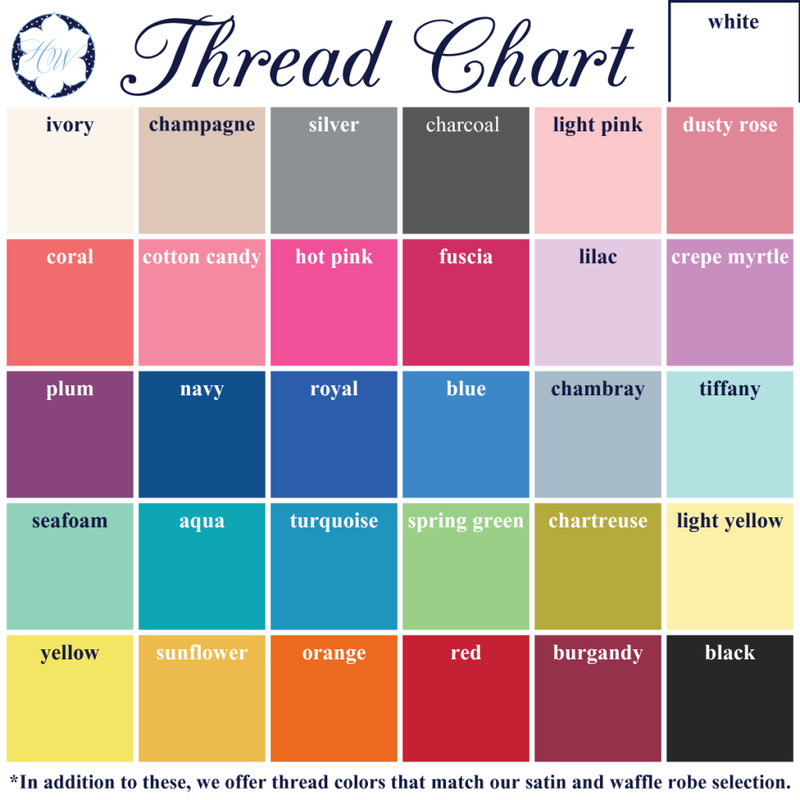 HW
Thread Chart
white
ivory champagne silver charcoal light pink dusty rose
coral cotton candy hot pink fuscia lilac crepe myrtle
plum navy royal blue chambray tiffany
seafoam aqua turquoise spring green chartreuse light yellow
yellow sunflower orange red burgandy black
*In addition to these, we offer thread colors that match our satin and waffle robe selection.